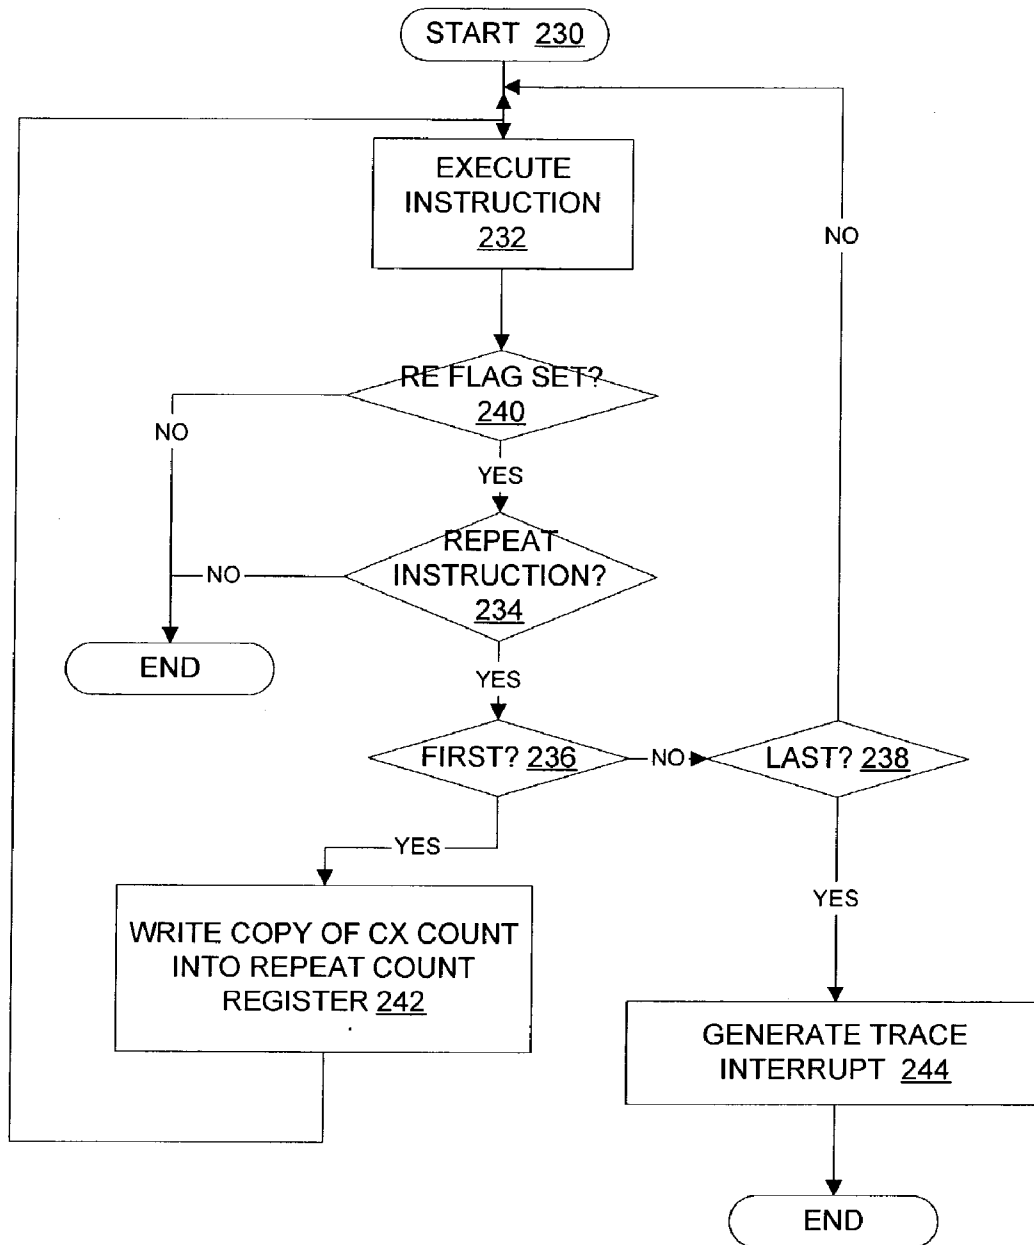 START 230
EXECUTE
INSTRUCTION
232
NO
RE FLAG SET?
240
NO
YES
REPEAT
INSTRUCTION?
234
NO
END
YES
FIRST? 236
NO
LAST? 238
YES
YES
WRITE COPY OF CX COUNT
INTO REPEAT COUNT
REGISTER 242
GENERATE TRACE
INTERRUPT 244
END